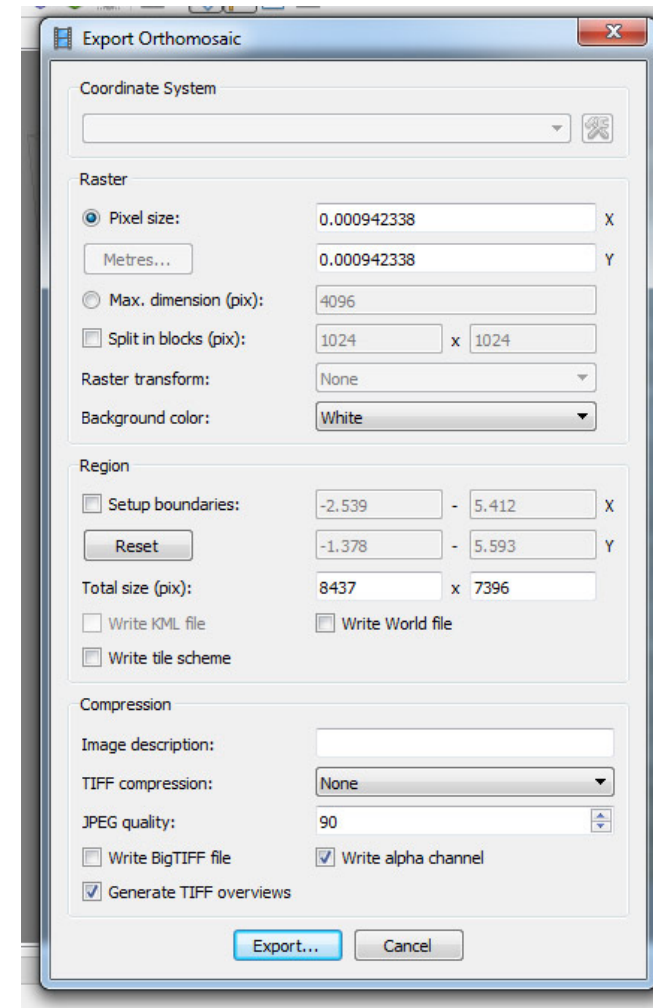 Export Orthomosaic
Coordinate System
Raster
Pixel size: 0.000942338 X
Metres... 0.000942338 Y
Max. dimension (pix): 4096
Split in blocks (pix): 1024 x 1024
Raster transform: None
Background color: White
Region
Setup boundaries: -2.539 - 5.412 X
Reset -1.378 - 5.593 Y
Total size (pix): 8437 x 7396
Write KML file Write World file
Write tile scheme
Compression
Image description:
TIFF compression: None
JPEG quality: 90
Write BigTIFF file Write alpha channel
Generate TIFF overviews
Export... Cancel